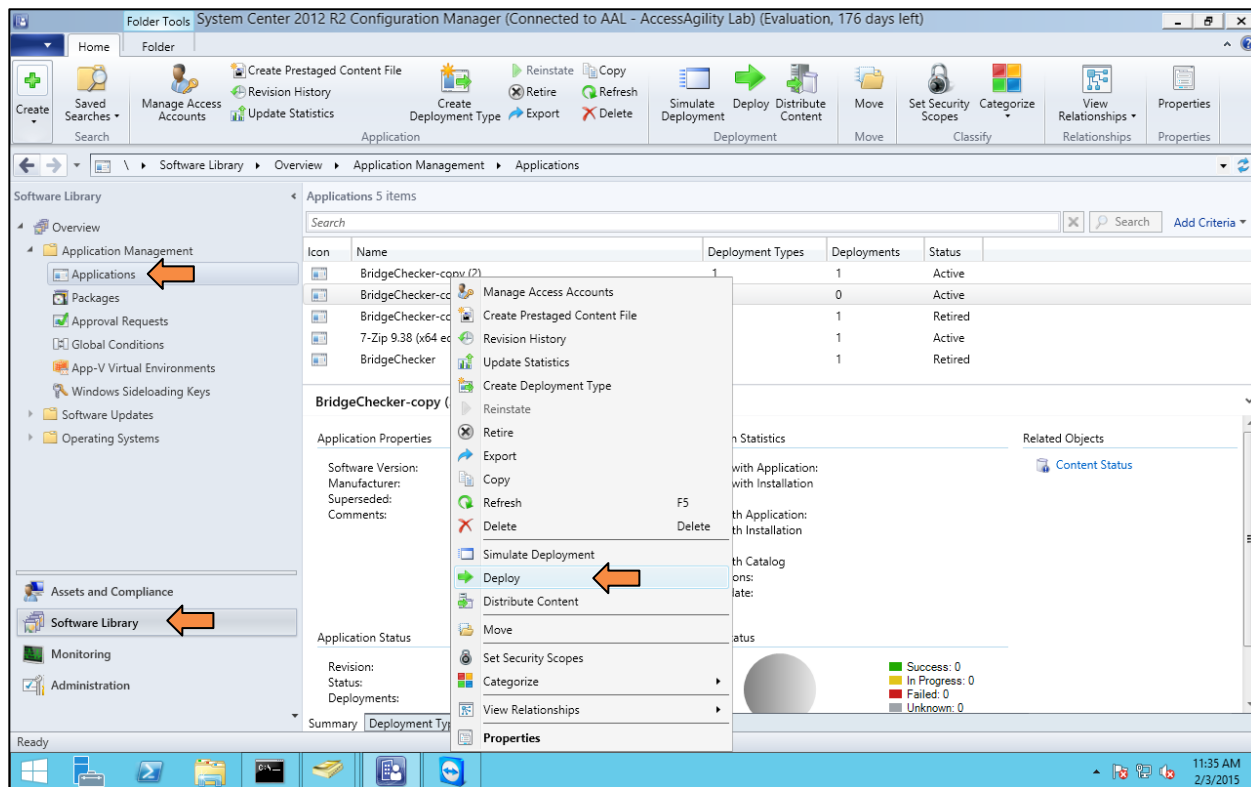 Folder Tools System Center 2012 R2 Configuration Manager (Connected to AAL - AccessAgility Lab) (Evaluation, 176 days left)
Home Folder
Create
Saved Searches
Search
Manage Access Accounts
Create Prestaged Content File
Revision History
Update Statistics
Create Deployment Type
Reinstate
Retire
Export
Copy
Refresh
Delete
Application
Simulate Deployment
Deploy
Distribute Content
Deployment
Move
Move
Set Security Scopes
Categorize
Classify
View Relationships
Relationships
Properties
Properties
\ Software Library Overview Application Management Applications
Software Library
Overview
Application Management
Applications
Packages
Approval Requests
Global Conditions
App-V Virtual Environments
Windows Sideloading Keys
Software Updates
Operating Systems
Assets and Compliance
Software Library
Monitoring
Administration
Applications 5 items
Search Search Add Criteria
Icon Name Deployment Types Deployments Status
BridgeChecker-copy (2) 1 1 Active
BridgeChecker-co 0 Active
BridgeChecker-co 1 Retired
7-Zip 9.38 (x64 ed 1 Active
BridgeChecker 1 Retired
BridgeChecker-copy (
Application Properties
Software Version:
Manufacturer:
Superseded:
Comments:
Application Status
Revision:
Status:
Deployments:
Summary Deployment Typ
Manage Access Accounts
Create Prestaged Content File
Revision History
Update Statistics
Create Deployment Type
Reinstate
Retire
Export
Copy
Refresh F5
Delete Delete
Simulate Deployment
Deploy
Distribute Content
Move
Set Security Scopes
Categorize
View Relationships
Properties
n Statistics
with Application:
with Installation
th Application:
th Installation
th Catalog
ons:
late:
tatus
Success: 0
In Progress: 0
Failed: 0
Unknown: 0
Related Objects
Content Status
Ready
11:35 AM
2/3/2015